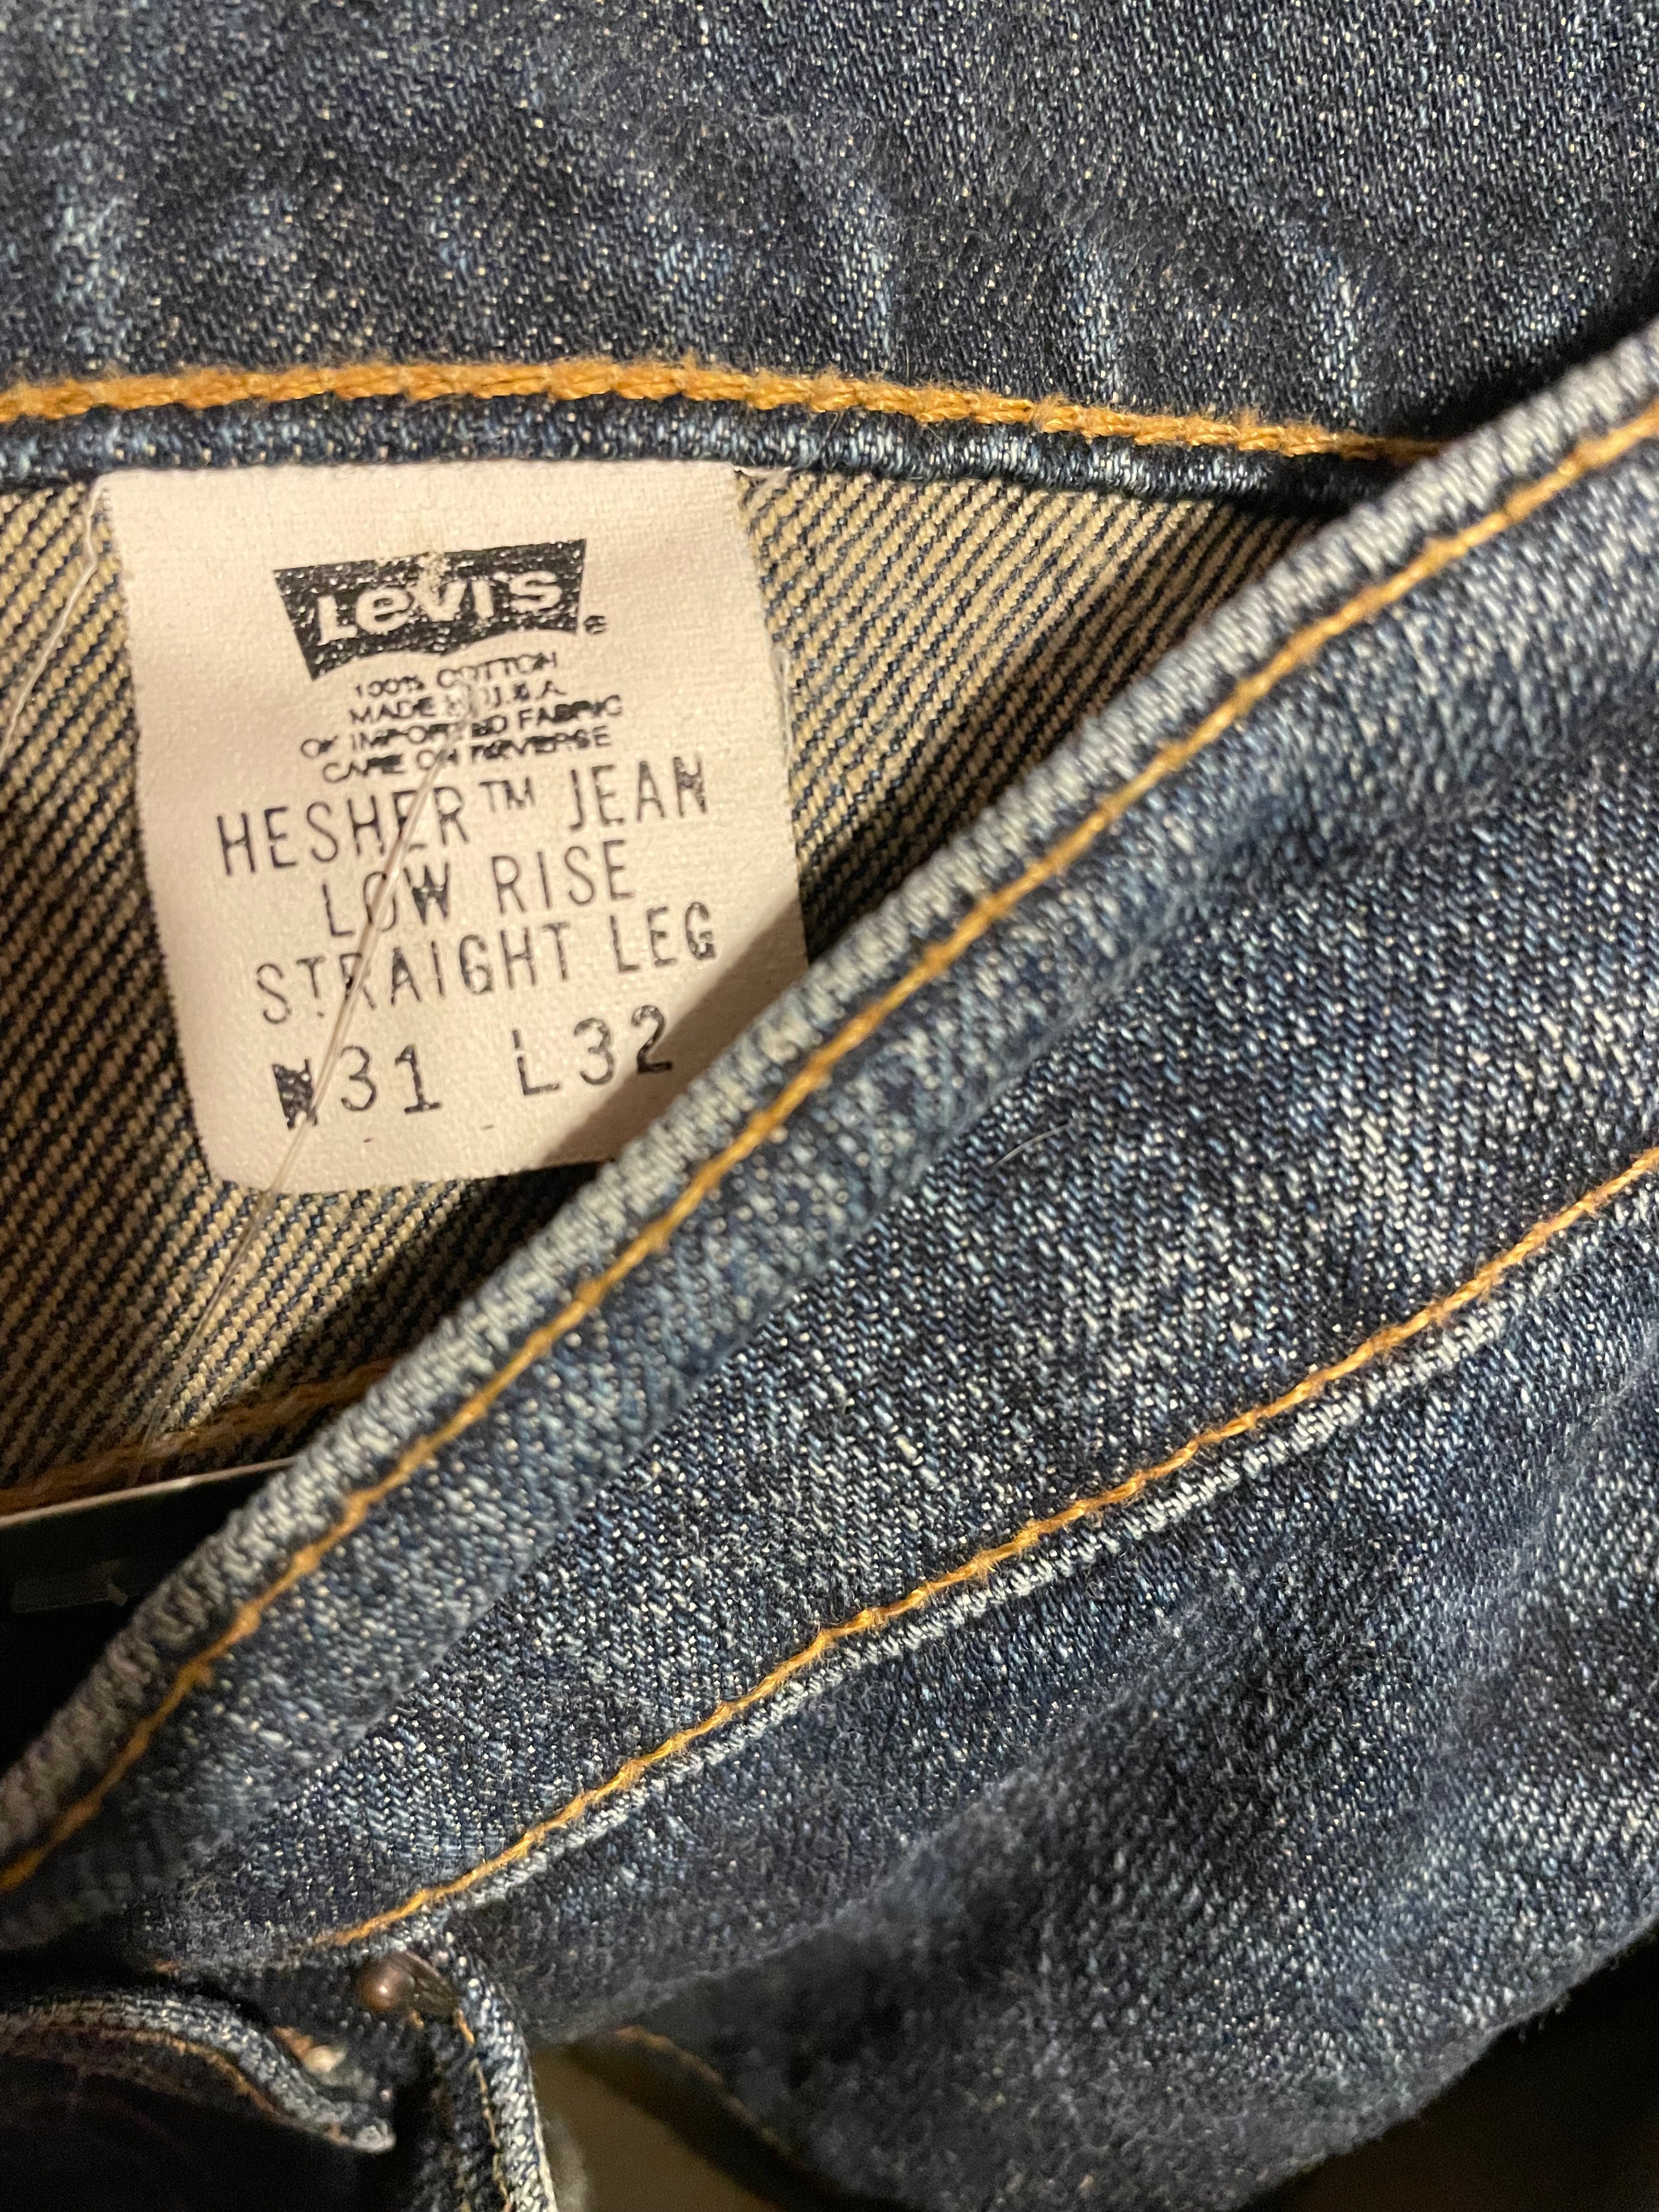 LEVI'S®
100% COTTON
MADE IN U.S.A.
OF IMPORTED FABRIC
CARE ON REVERSE
HESHER™ JEAN
LOW RISE
STRAIGHT LEG
W31 L32